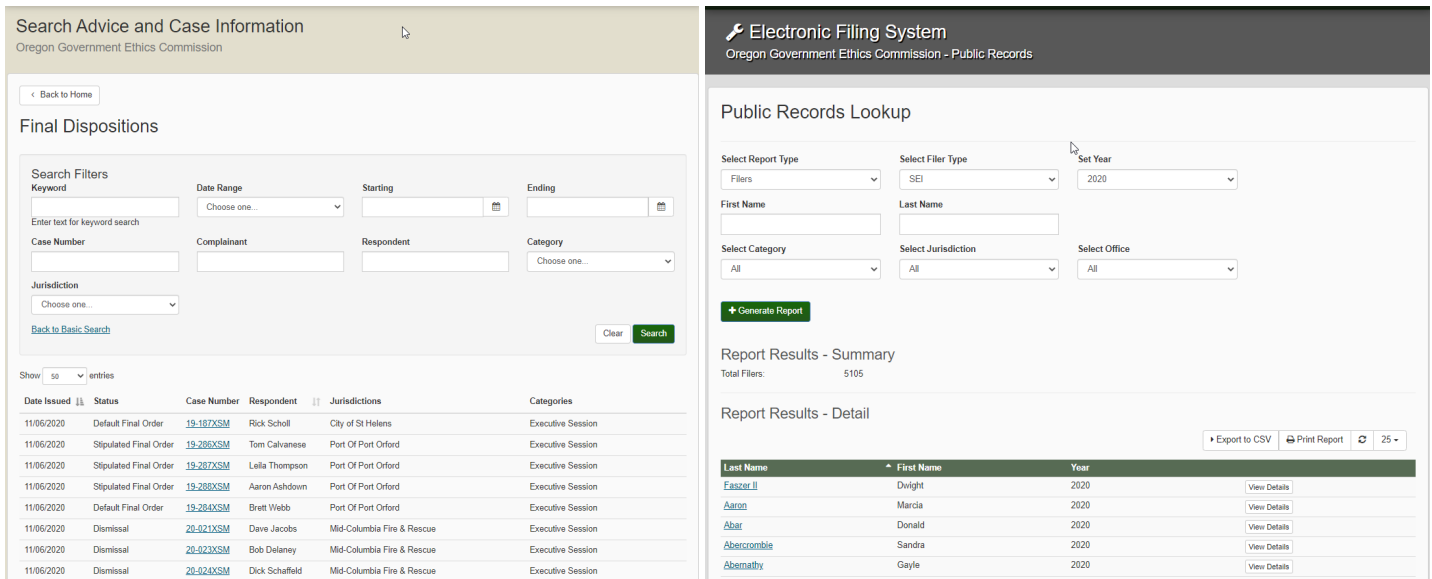 Search Advice and Case Information
Oregon Government Ethics Commission
‹ Back to Home
Final Dispositions
Search Filters
Keyword Date Range Starting Ending
Choose one...
Enter text for keyword search
Case Number Complainant Respondent Category
Choose one...
Jurisdiction
Choose one...
Back to Basic Search Clear Search
Show 50 entries
Date Issued Status Case Number Respondent Jurisdictions Categories
11/06/2020 Default Final Order 19-187XSM Rick Scholl City of St Helens Executive Session
11/06/2020 Stipulated Final Order 19-286XSM Tom Calvanese Port Of Port Orford Executive Session
11/06/2020 Stipulated Final Order 19-287XSM Leila Thompson Port Of Port Orford Executive Session
11/06/2020 Stipulated Final Order 19-288XSM Aaron Ashdown Port Of Port Orford Executive Session
11/06/2020 Default Final Order 19-284XSM Brett Webb Port Of Port Orford Executive Session
11/06/2020 Dismissal 20-021XSM Dave Jacobs Mid-Columbia Fire & Rescue Executive Session
11/06/2020 Dismissal 20-023XSM Bob Delaney Mid-Columbia Fire & Rescue Executive Session
11/06/2020 Dismissal 20-024XSM Dick Schaffeld Mid-Columbia Fire & Rescue Executive Session
Electronic Filing System
Oregon Government Ethics Commission - Public Records
Public Records Lookup
Select Report Type Select Filer Type Set Year
Filers SEI 2020
First Name Last Name
Select Category Select Jurisdiction Select Office
All All All
+ Generate Report
Report Results - Summary
Total Filers: 5105
Report Results - Detail
Export to CSV Print Report 25
Last Name First Name Year
Faszer II Dwight 2020 View Details
Aaron Marcia 2020 View Details
Abar Donald 2020 View Details
Abercrombie Sandra 2020 View Details
Abernathy Gayle 2020 View Details